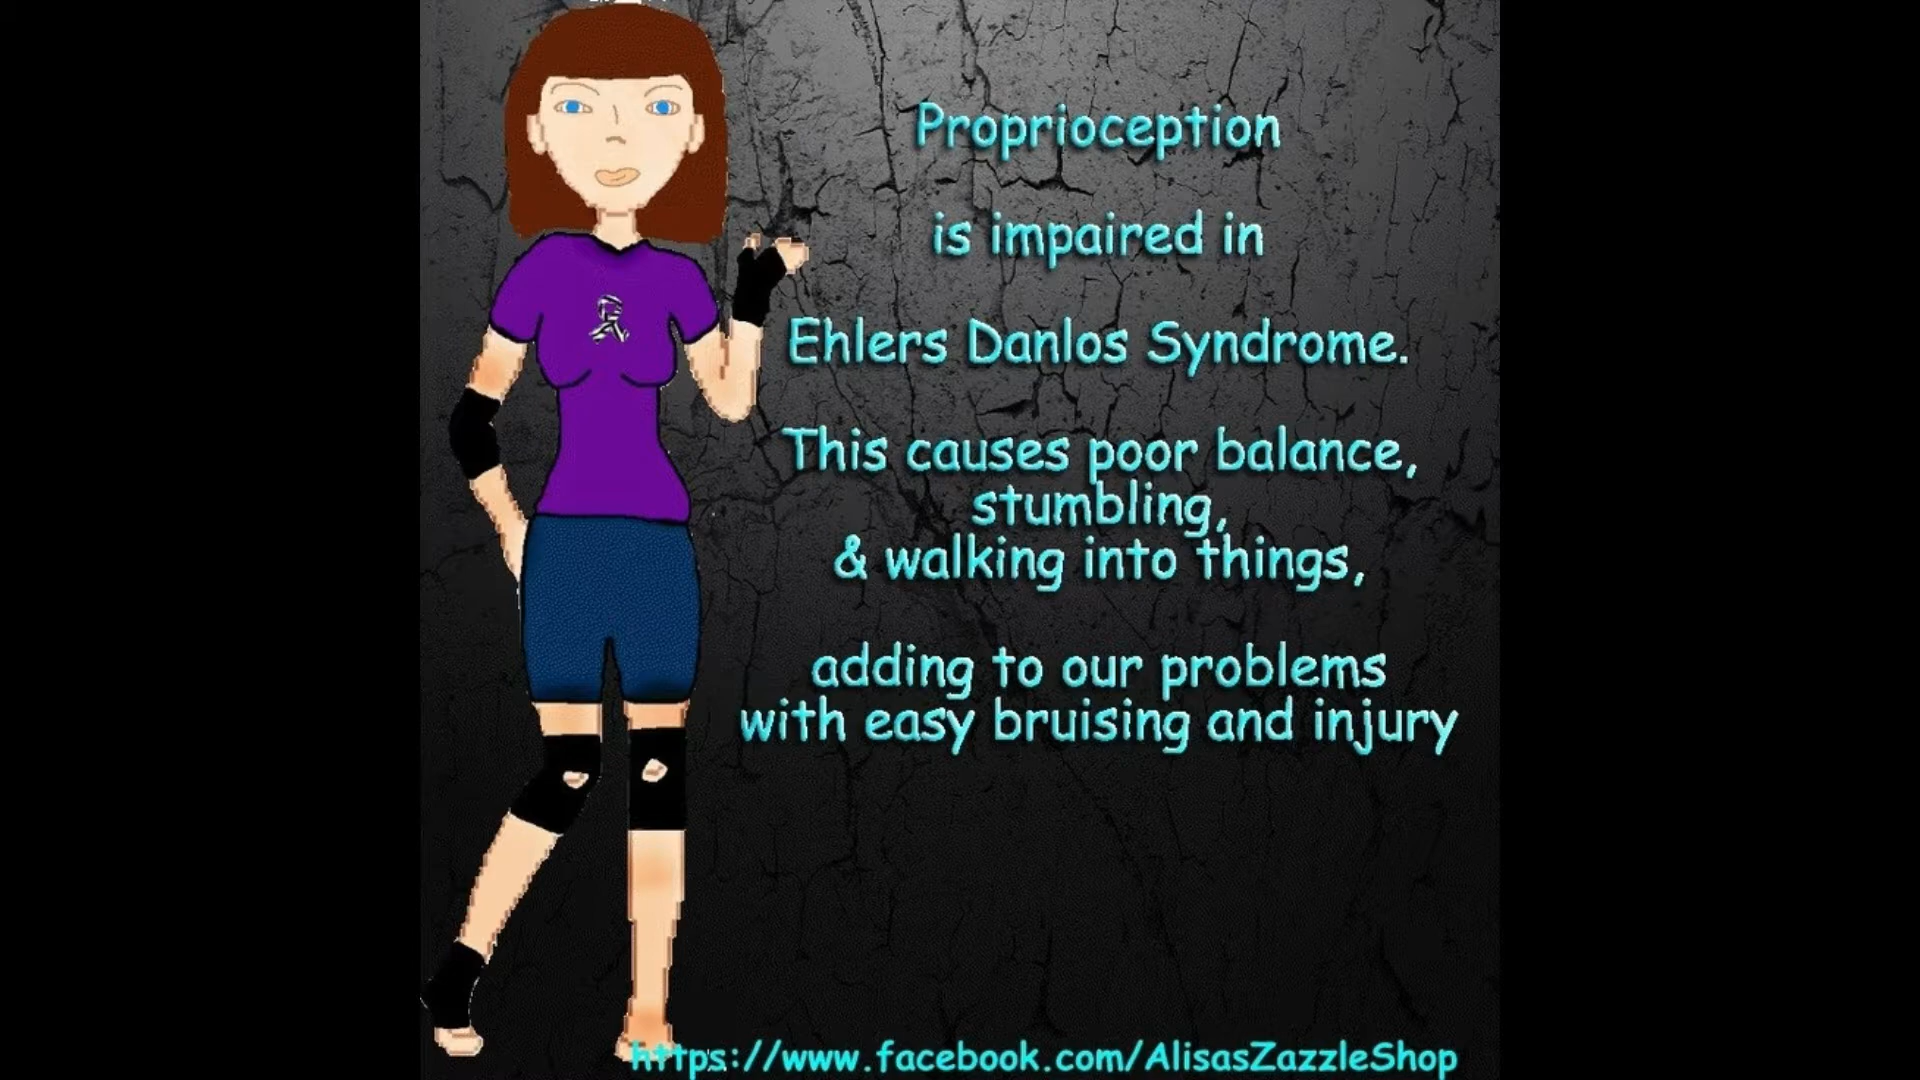 Proprioception
is impaired in
Ehlers Danlos Syndrome.
This causes poor balance,
stumbling,
& walking into things,
adding to our problems
with easy bruising and injury
https://www.facebook.com/AlisasZazzleShop